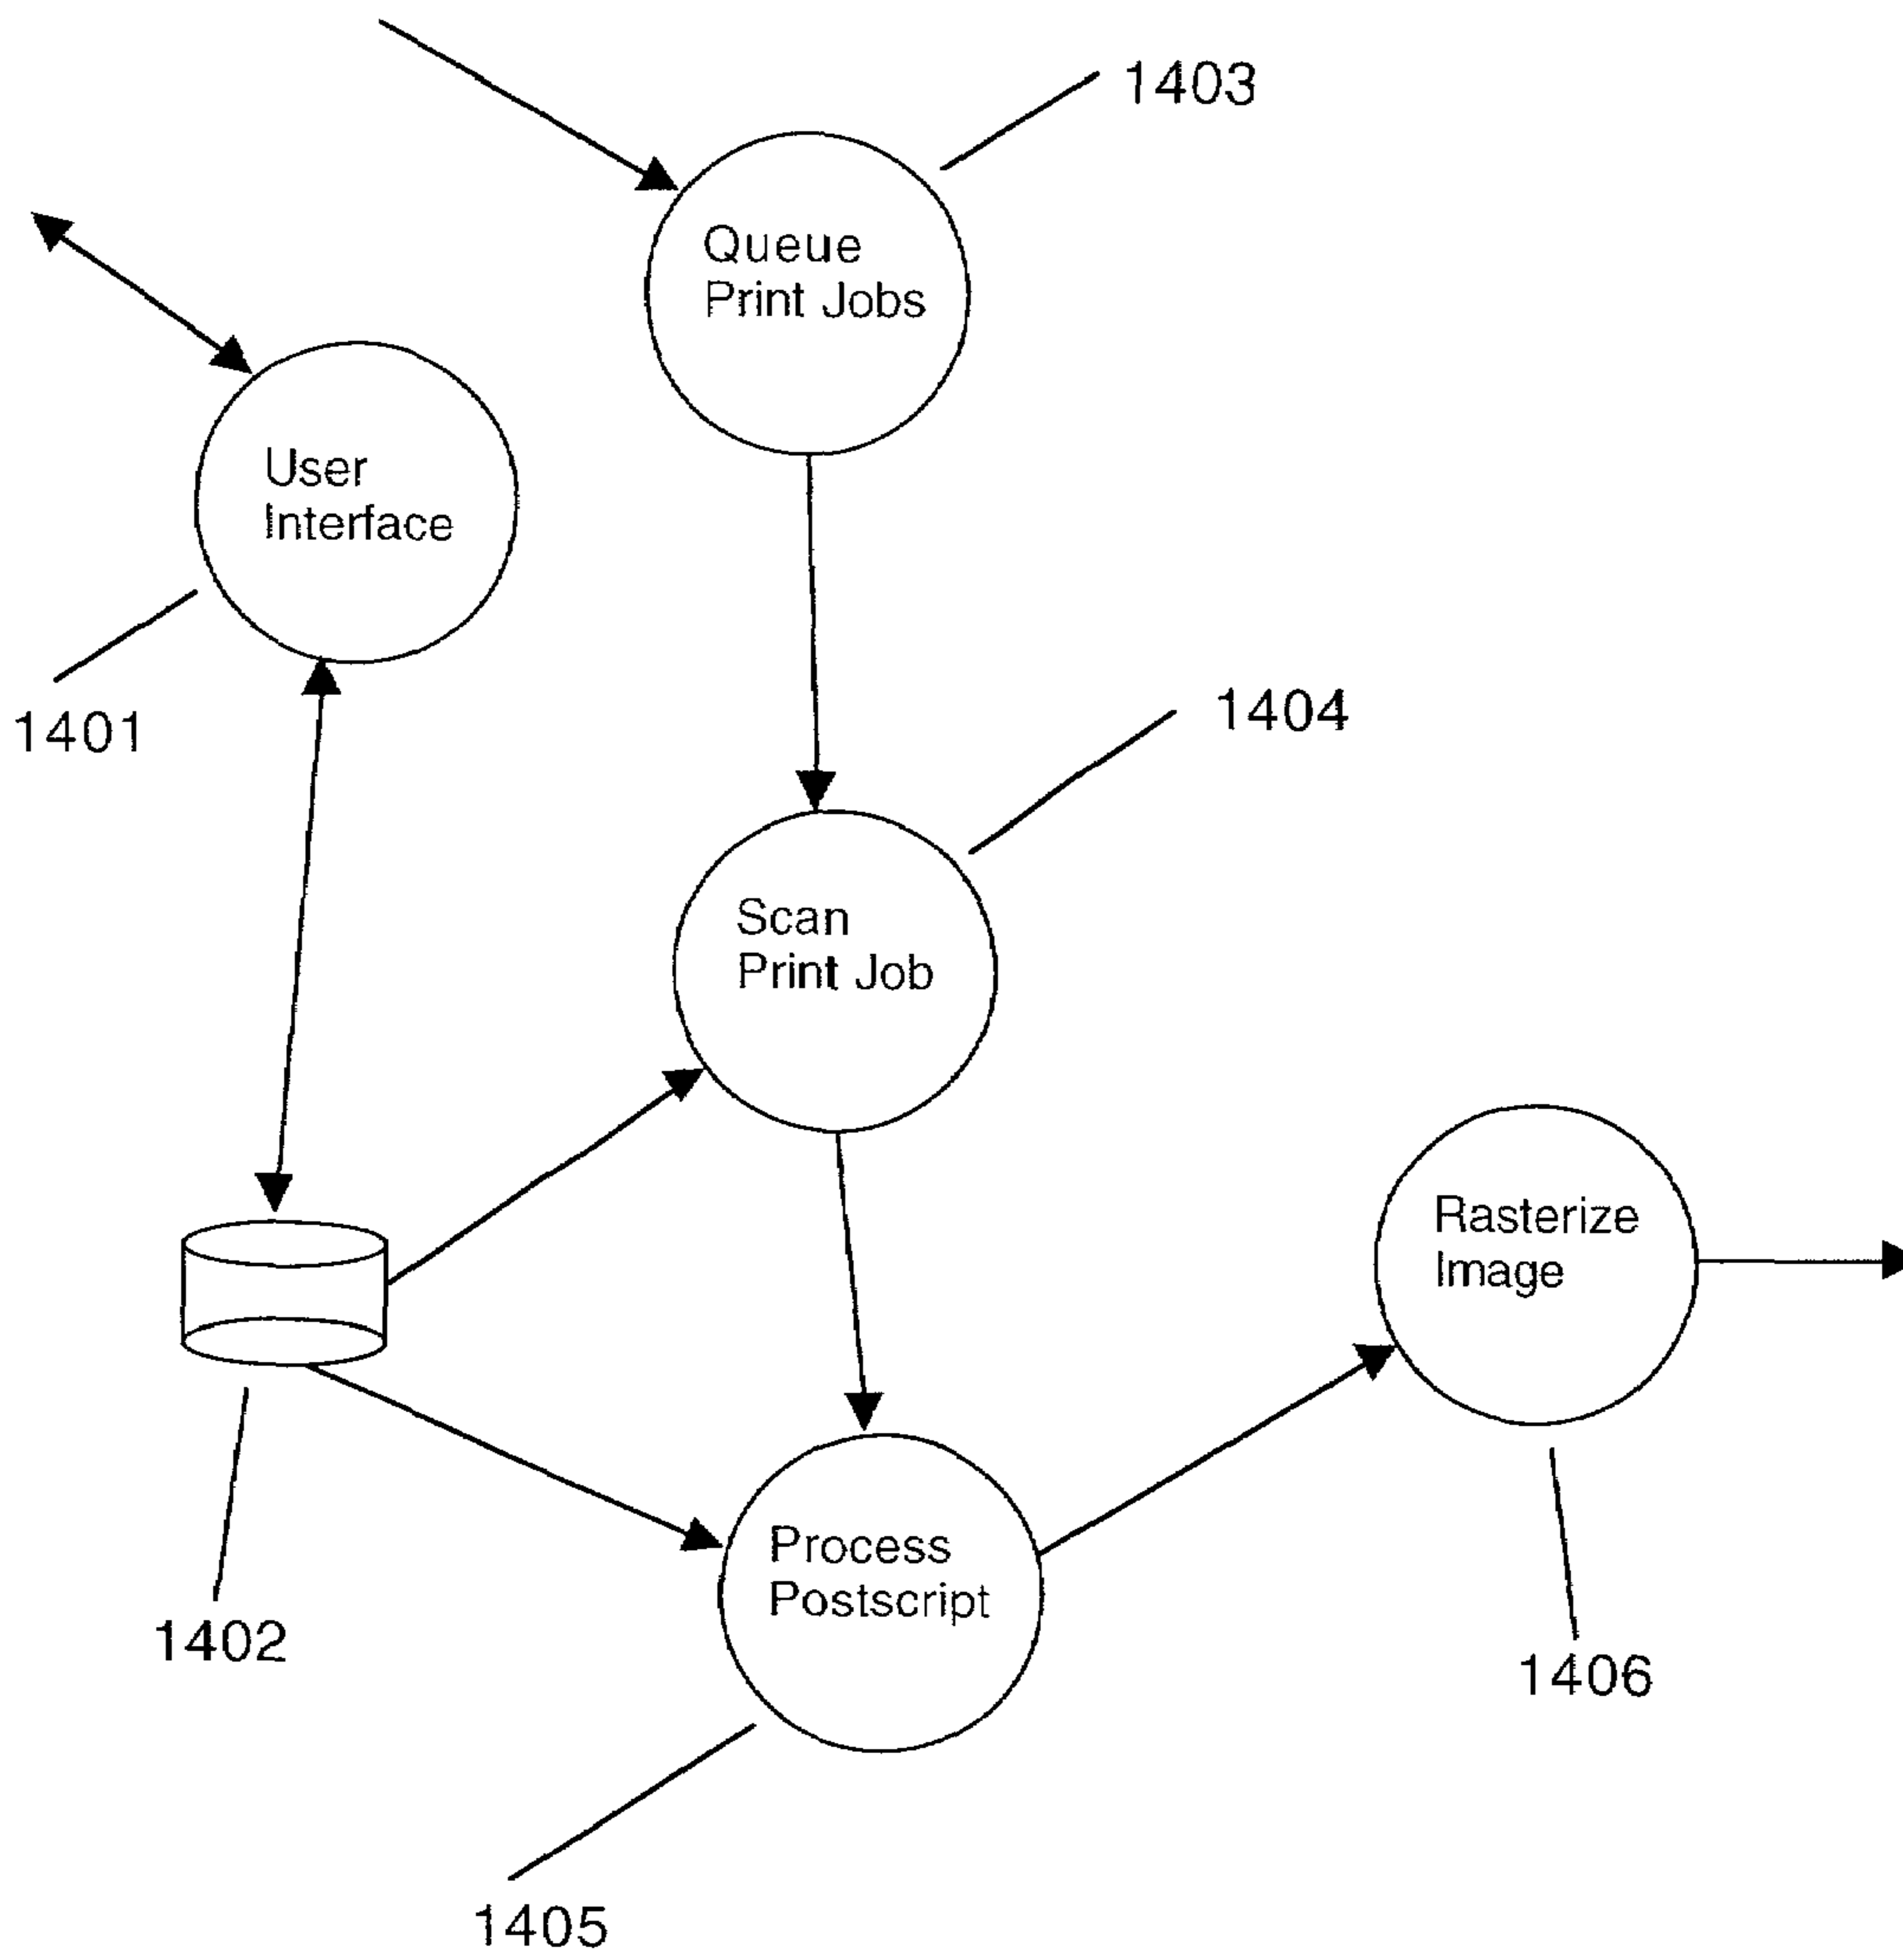 1403
Queue
Print Jobs
User
Interface
1401
1404
Scan
Print Job
Rasterize
Image
Process
Postscript
1402
1406
1405